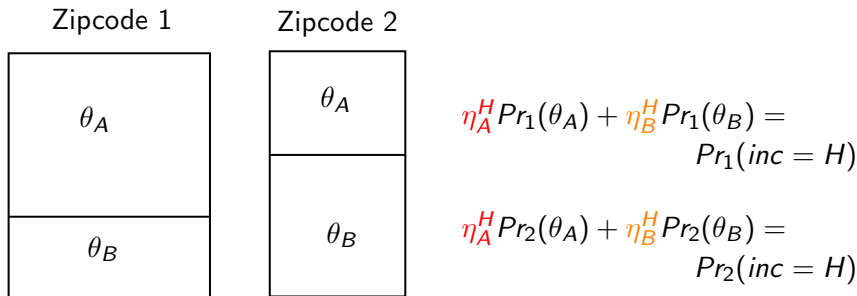 Zipcode 1
Zipcode 2
θ_A
θ_A
θ_B
θ_B
η_A^H Pr_1(θ_A) + η_B^H Pr_1(θ_B) =
Pr_1(inc = H)
η_A^H Pr_2(θ_A) + η_B^H Pr_2(θ_B) =
Pr_2(inc = H)